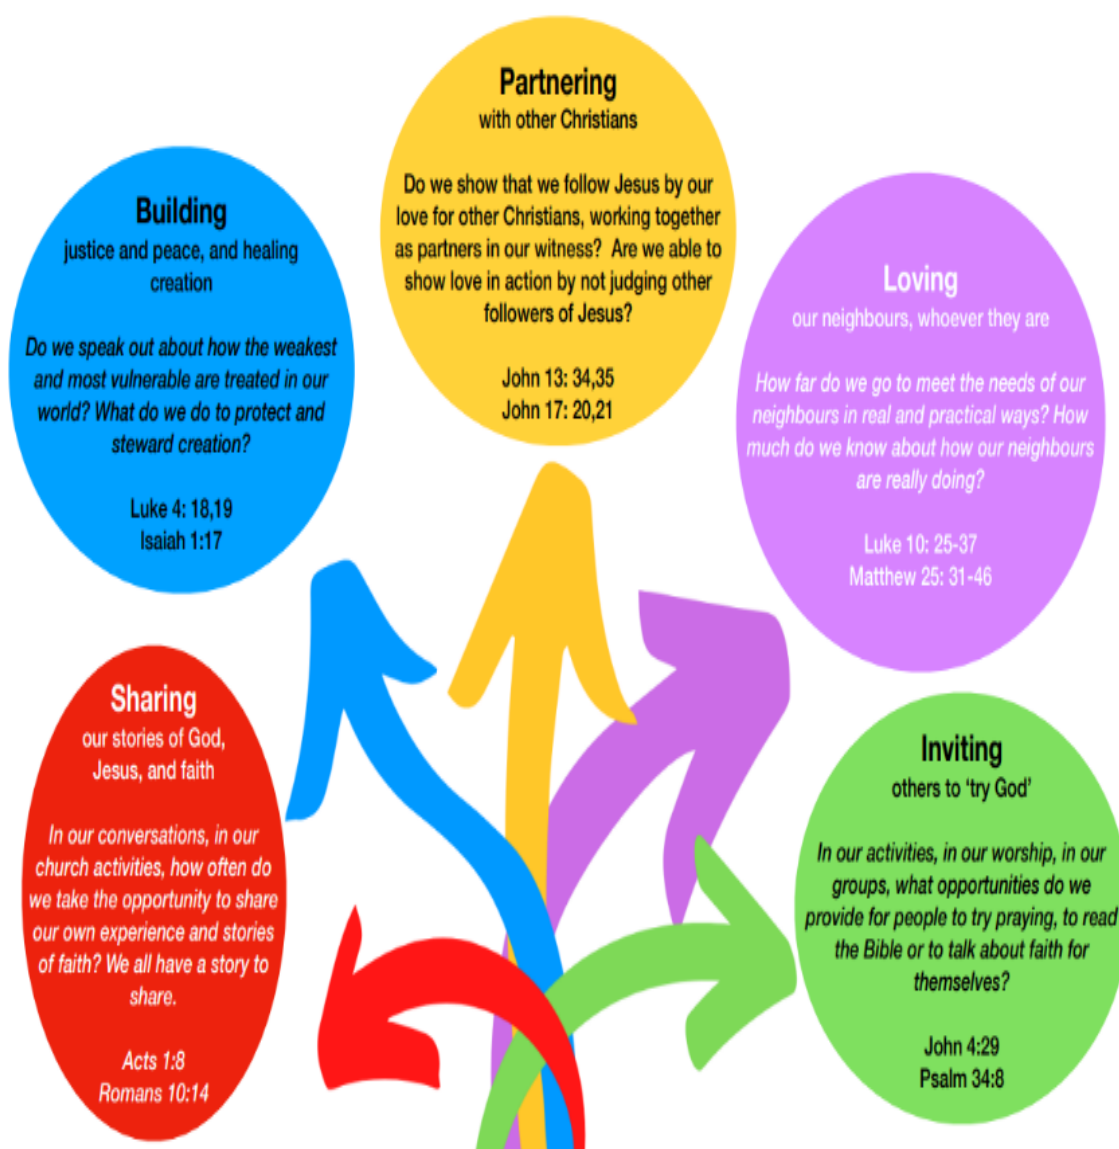 Partnering
with other Christians
Do we show that we follow Jesus by our
love for other Christians, working together
as partners in our witness? Are we able to
show love in action by not judging other
followers of Jesus?
John 13: 34,35
John 17: 20,21
Building
justice and peace, and healing
creation
Do we speak out about how the weakest
and most vulnerable are treated in our
world? What do we do to protect and
steward creation?
Luke 4: 18,19
Isaiah 1:17
Loving
our neighbours, whoever they are
How far do we go to meet the needs of our
neighbours in real and practical ways? How
much do we know about how our neighbours
are really doing?
Luke 10: 25-37
Matthew 25: 31-46
Sharing
our stories of God,
Jesus, and faith
In our conversations, in our
church activities, how often do
we take the opportunity to share
our own experience and stories
of faith? We all have a story to
share.
Acts 1:8
Romans 10:14
Inviting
others to ‘try God’
In our activities, in our worship, in our
groups, what opportunities do we
provide for people to try praying, to read
the Bible or to talk about faith for
themselves?
John 4:29
Psalm 34:8